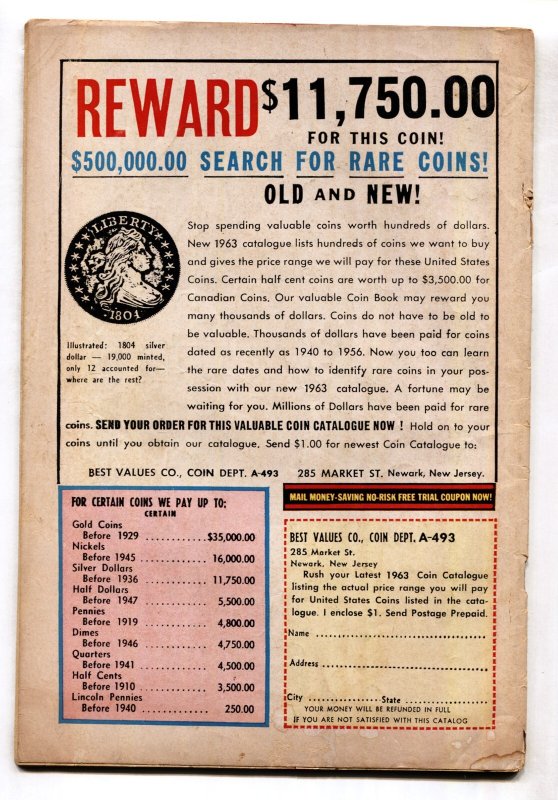 REWARD $11,750.00
FOR THIS COIN!
$500,000.00 SEARCH FOR RARE COINS!
OLD AND NEW!
LIBERTY
1804
Illustrated: 1804 silver
dollar — 19,000 minted,
only 12 accounted for—
where are the rest?
Stop spending valuable coins worth hundreds of dollars.
New 1963 catalogue lists hundreds of coins we want to buy
and gives the price range we will pay for these United States
Coins. Certain half cent coins are worth up to $3,500.00 for
Canadian Coins. Our valuable Coin Book may reward you
many thousands of dollars. Coins do not have to be old to
be valuable. Thousands of dollars have been paid for coins
dated as recently as 1940 to 1956. Now you too can learn
the rare dates and how to identify rare coins in your pos-
session with our new 1963 catalogue. A fortune may be
waiting for you. Millions of Dollars have been paid for rare
coins. SEND YOUR ORDER FOR THIS VALUABLE COIN CATALOGUE NOW ! Hold on to your
coins until you obtain our catalogue. Send $1.00 for newest Coin Catalogue to:
BEST VALUES CO., COIN DEPT. A-493 285 MARKET ST. Newark, New Jersey.
FOR CERTAIN COINS WE PAY UP TO:
CERTAIN
Gold Coins
Before 1929 ............ $35,000.00
Nickels
Before 1945 ............ 16,000.00
Silver Dollars
Before 1936 ............ 11,750.00
Half Dollars
Before 1947 ............ 5,500.00
Pennies
Before 1919 ............ 4,800.00
Dimes
Before 1946 ............ 4,750.00
Quarters
Before 1941 ............ 4,500.00
Half Cents
Before 1910 ............ 3,500.00
Lincoln Pennies
Before 1940 ............ 250.00
MAIL MONEY-SAVING NO-RISK FREE TRIAL COUPON NOW!
BEST VALUES CO., COIN DEPT. A-493
285 Market St.
Newark, New Jersey
Rush your Latest 1963 Coin Catalogue
listing the actual price range you will pay
for United States Coins listed in the cata-
logue. I enclose $1. Send Postage Prepaid.
Name ..............................
Address ..............................
City ................ State ....................
YOUR MONEY WILL BE REFUNDED IN FULL
IF YOU ARE NOT SATISFIED WITH THIS CATALOG